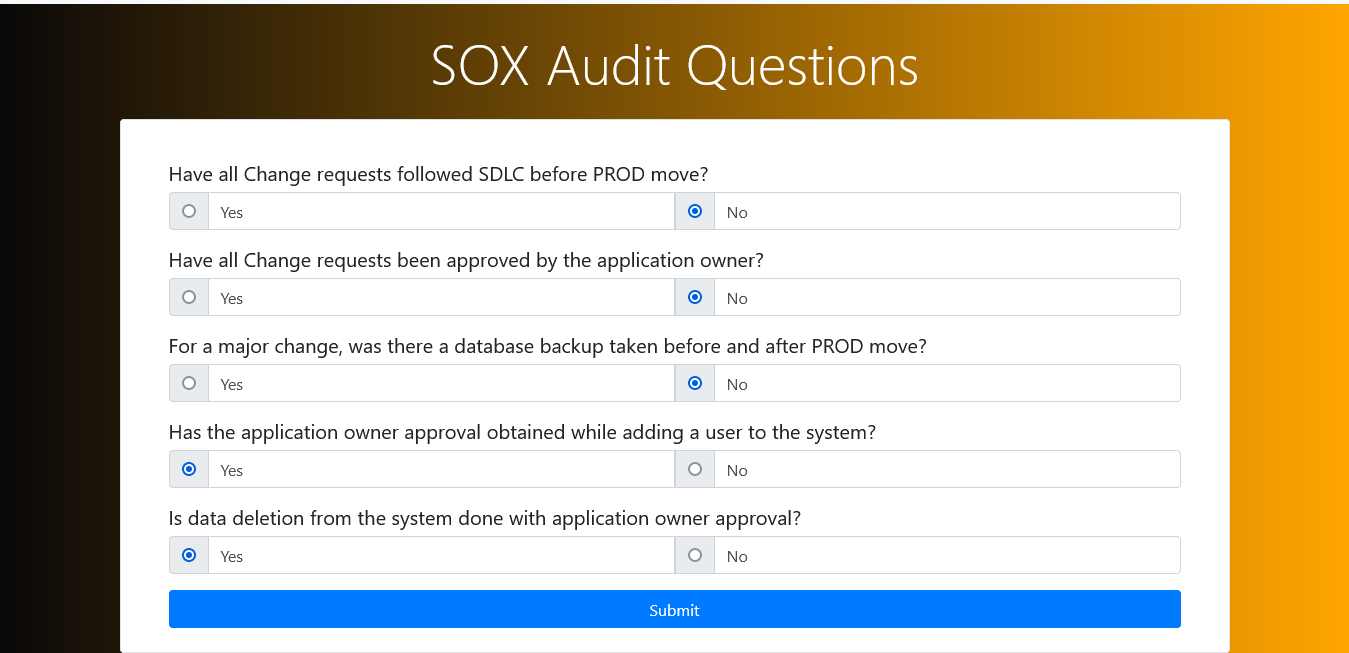 SOX Audit Questions
Have all Change requests followed SDLC before PROD move?
Yes No
Have all Change requests been approved by the application owner?
Yes No
For a major change, was there a database backup taken before and after PROD move?
Yes No
Has the application owner approval obtained while adding a user to the system?
Yes No
Is data deletion from the system done with application owner approval?
Yes No
Submit